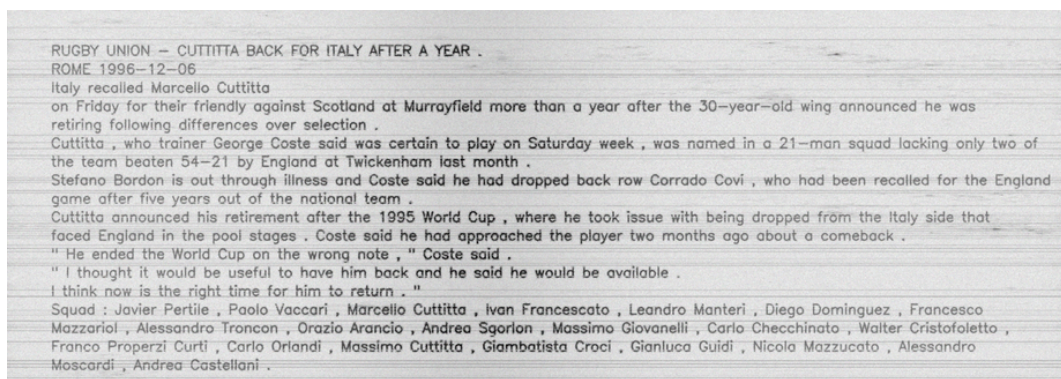 RUGBY UNION – CUTTITTA BACK FOR ITALY AFTER A YEAR .
ROME 1996–12–06
Italy recalled Marcello Cuttitta
on Friday for their friendly against Scotland at Murrayfield more than a year after the 30–year–old wing announced he was
retiring following differences over selection .
Cuttitta , who trainer George Coste said was certain to play on Saturday week , was named in a 21–man squad lacking only two of
the team beaten 54–21 by England at Twickenham last month .
Stefano Bordon is out through illness and Coste said he had dropped back row Corrado Covi , who had been recalled for the England
game after five years out of the national team .
Cuttitta announced his retirement after the 1995 World Cup , where he took issue with being dropped from the Italy side that
faced England in the pool stages . Coste said he had approached the player two months ago about a comeback .
" He ended the World Cup on the wrong note , " Coste said .
" I thought it would be useful to have him back and he said he would be available .
I think now is the right time for him to return . "
Squad : Javier Pertile , Paolo Vaccari , Marcello Cuttitta , Ivan Francescato , Leandro Manteri , Diego Dominguez , Francesco
Mazzariol , Alessandro Troncon , Orazio Arancio , Andrea Sgorlon , Massimo Giovanelli , Carlo Checchinato , Walter Cristofoletto ,
Franco Properzi Curti , Carlo Orlandi , Massimo Cuttitta , Giambatista Croci , Gianluca Guidi , Nicola Mazzucato , Alessandro
Moscardi , Andrea Castellani .